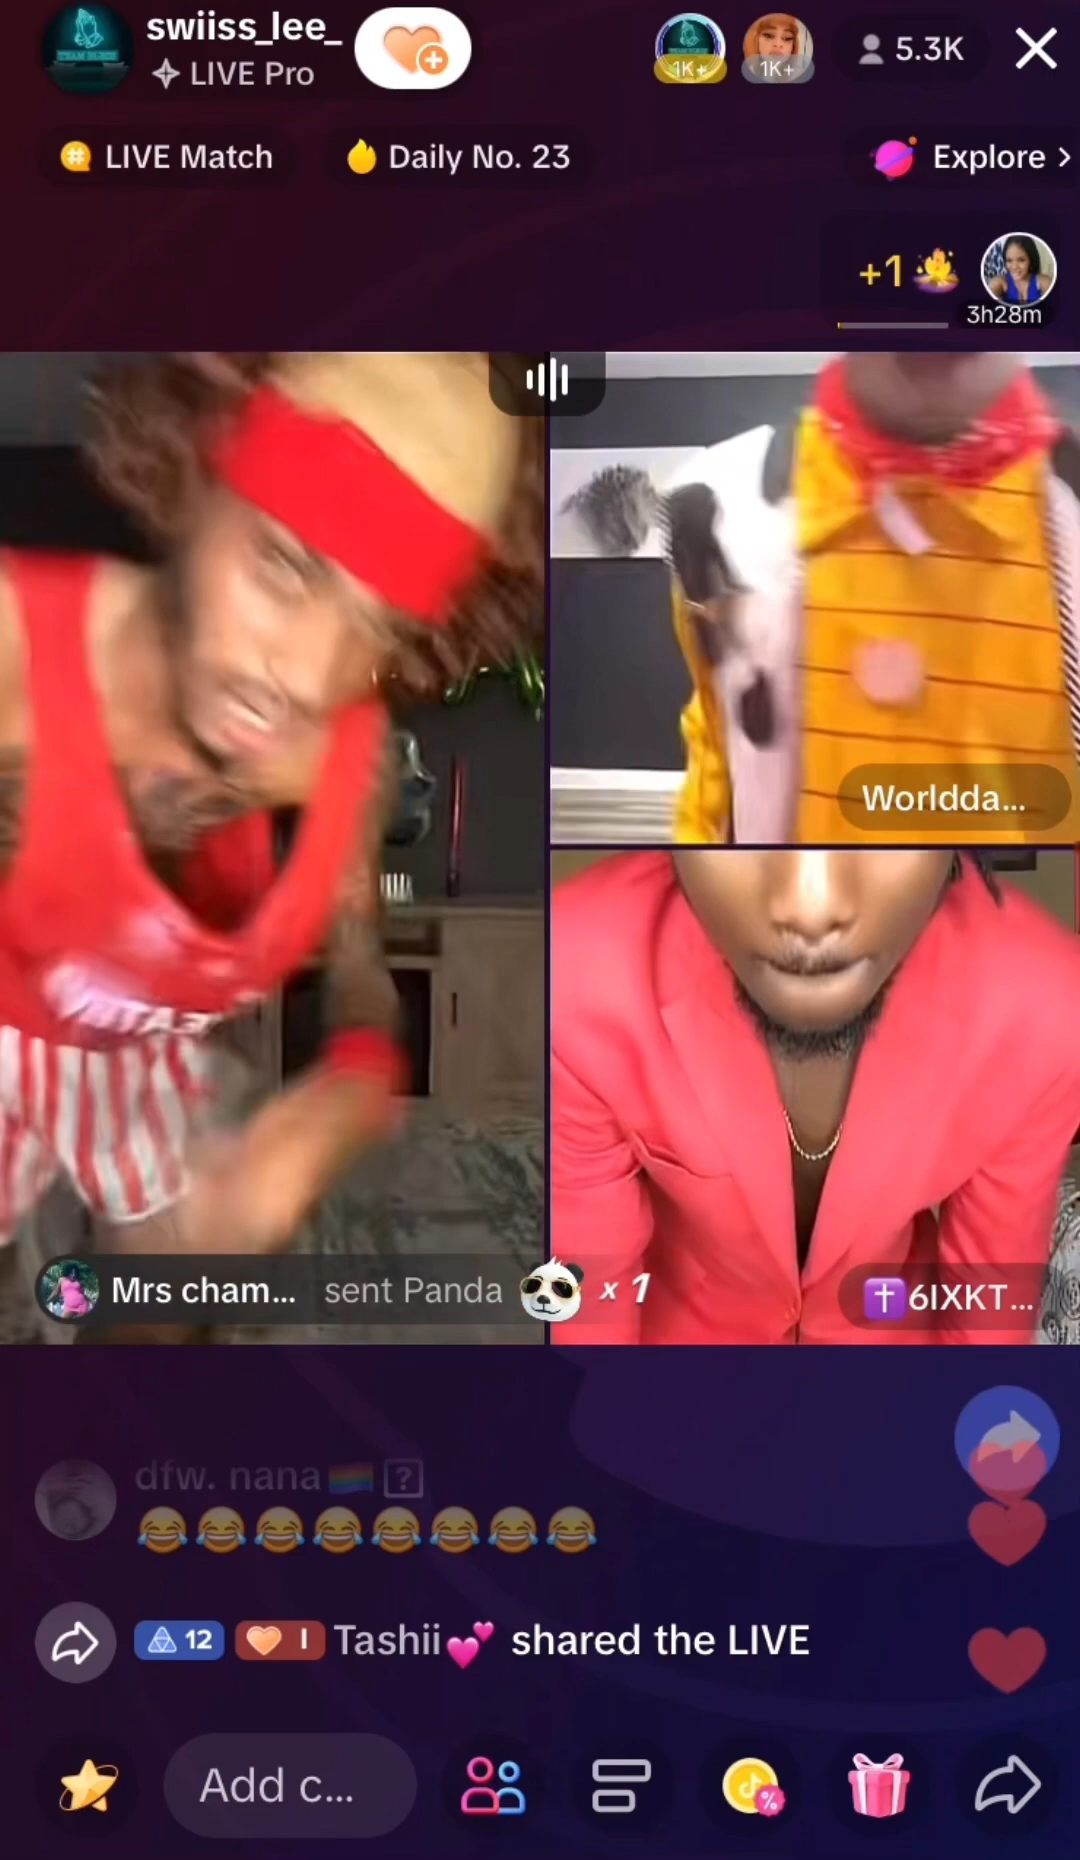 swiiss_lee_
LIVE Pro
1K+
1K+
5.3K
LIVE Match
Daily No. 23
Explore >
+1
3h28m
Worldda...
Mrs cham... sent Panda x 1
✝6IXKT...
dfw. nana🏳️‍🌈
😂😂😂😂😂😂😂😂
12 I Tashii💕 shared the LIVE
Add c...